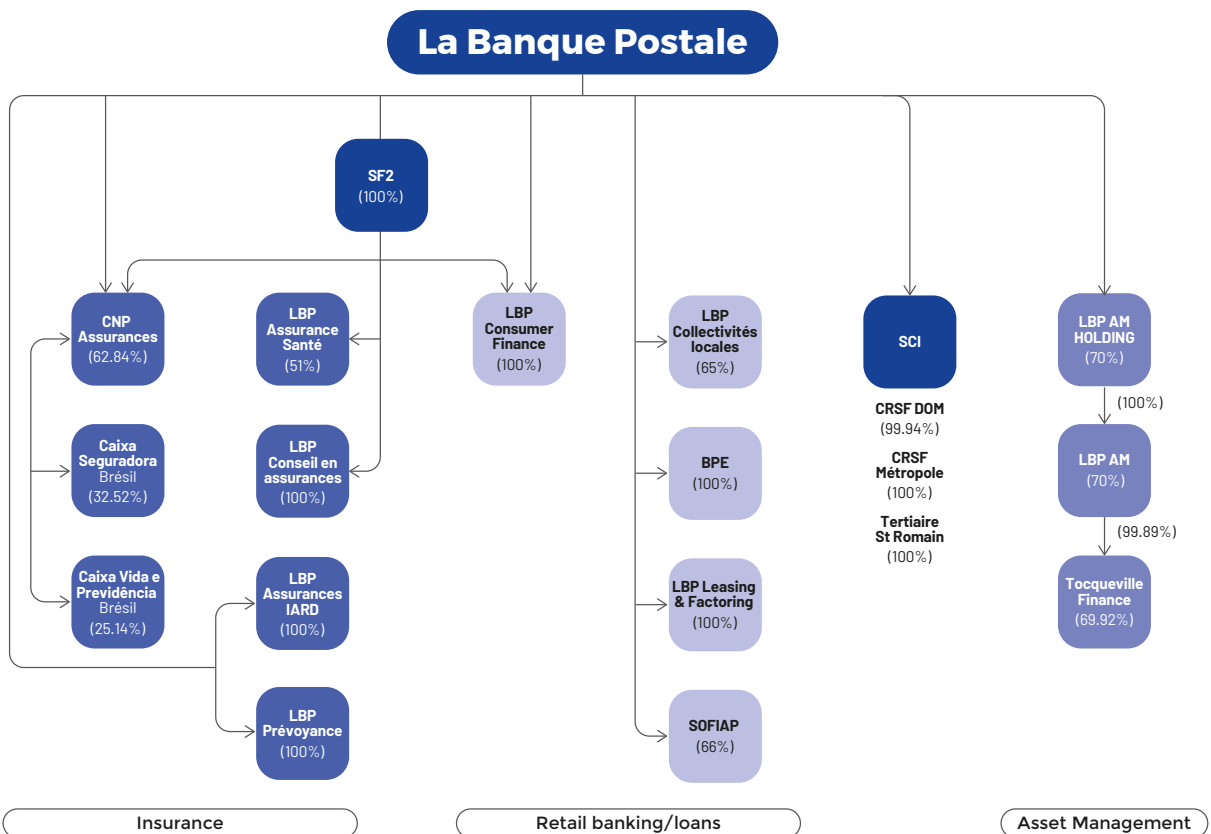 La Banque Postale
SF2
(100%)
CNP
Assurances
(62.84%)
LBP
Assurance
Santé
(51%)
LBP
Consumer
Finance
(100%)
LBP
Collectivités
locales
(65%)
SCI
LBP AM
HOLDING
(70%)
(100%)
CRSF DOM
(99.94%)
CRSF
Métropole
(100%)
Tertiaire
St Romain
(100%)
Caixa
Seguradora
Brésil
(32.52%)
LBP
Conseil en
assurances
(100%)
BPE
(100%)
LBP AM
(70%)
(99.89%)
Caixa Vida e
Previdência
Brésil
(25.14%)
LBP
Assurances
IARD
(100%)
LBP Leasing
& Factoring
(100%)
Tocqueville
Finance
(69.92%)
LBP
Prévoyance
(100%)
SOFIAP
(66%)
Insurance
Retail banking/loans
Asset Management